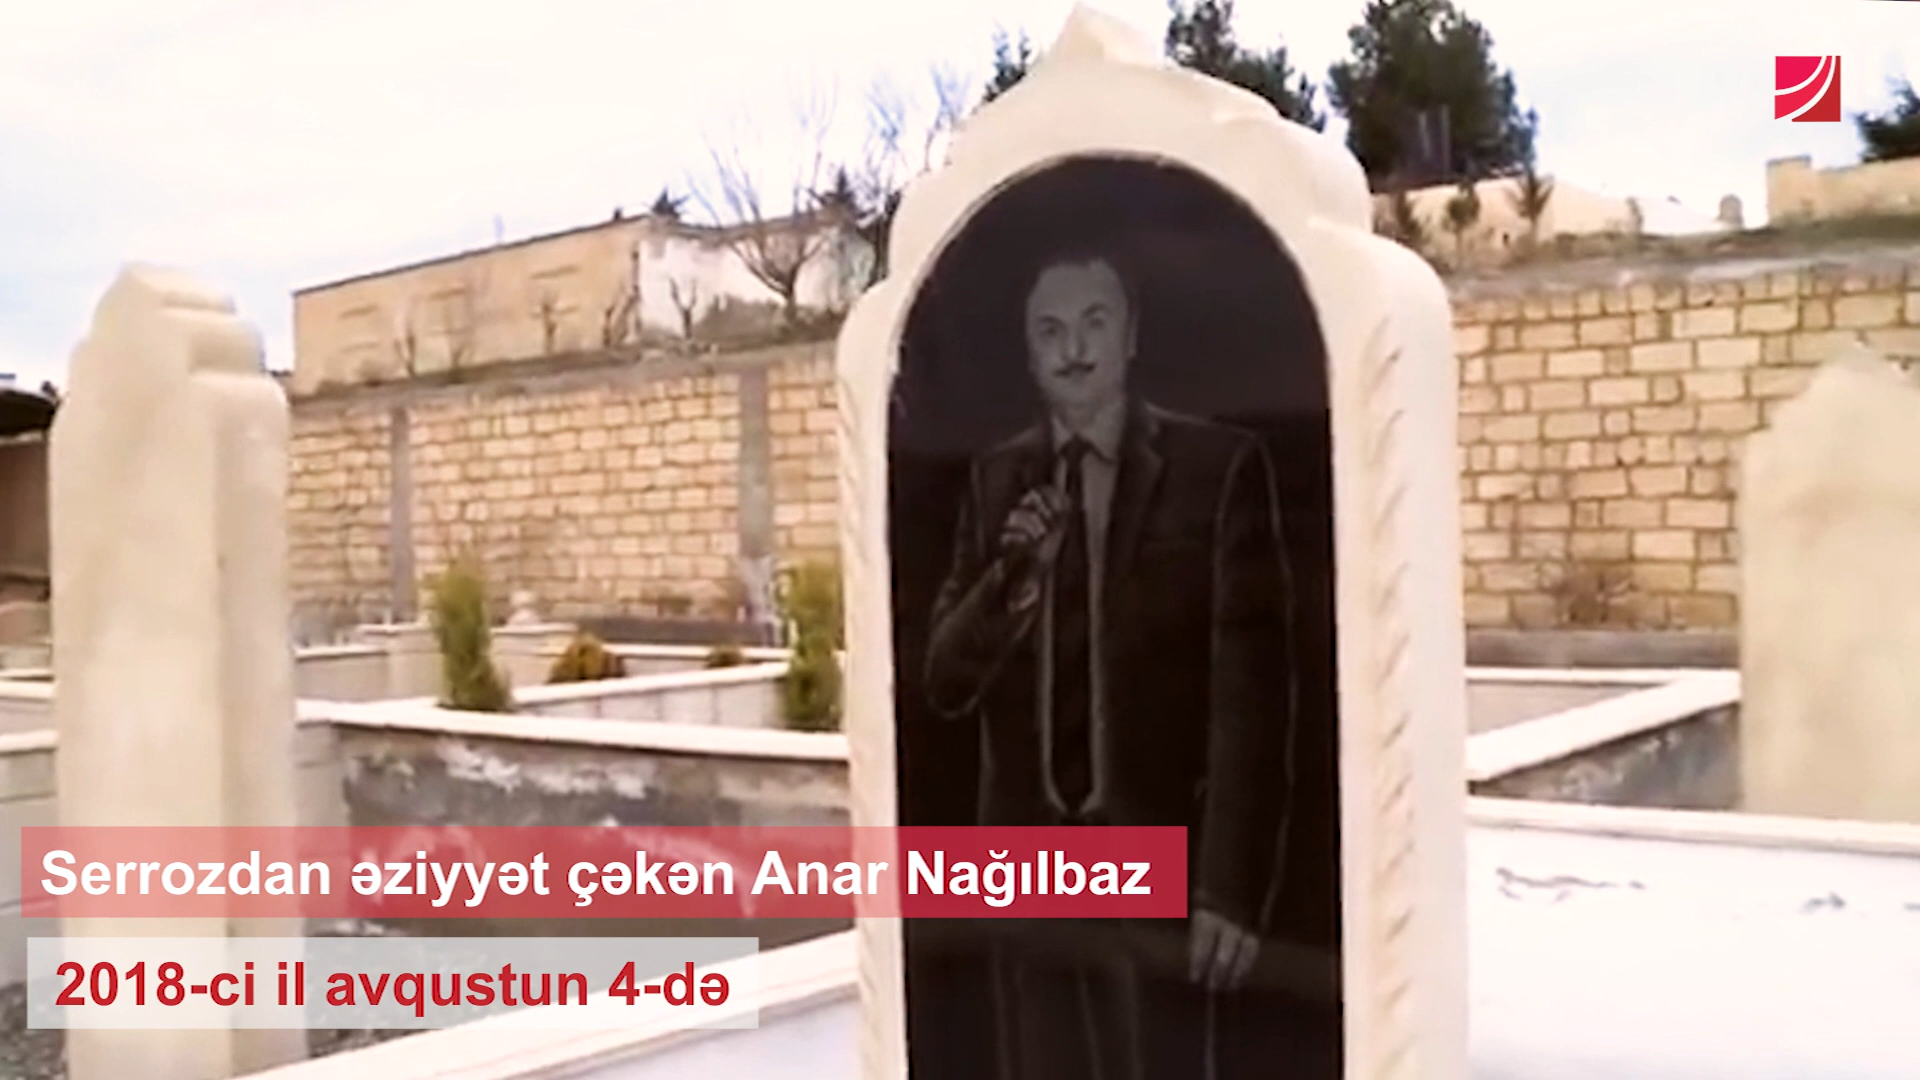 Serrozdan əziyyət çəkən Anar Nağılbaz
2018-ci il avqustun 4-də